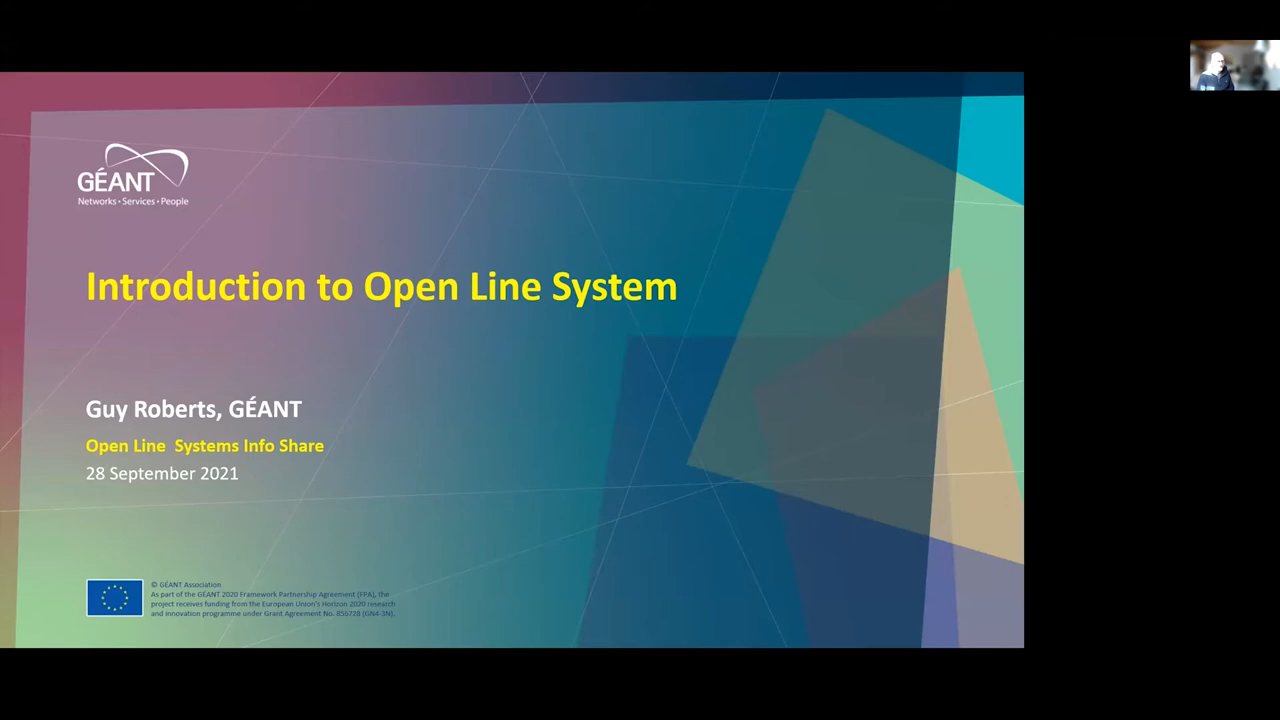 GÉANT
Networks • Services • People
Introduction to Open Line System
Guy Roberts, GÉANT
Open Line Systems Info Share
28 September 2021
© GÉANT Association
As part of the GÉANT 2020 Framework Partnership Agreement (FPA), the
project receives funding from the European Union's Horizon 2020 research
and innovation programme under Grant Agreement No. 856728 (GN4-3N).